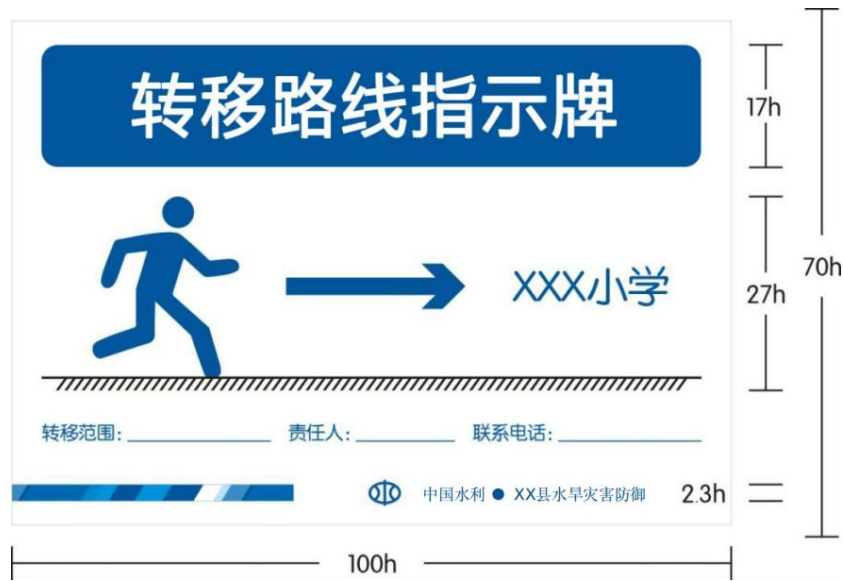 转移路线指示牌
17h
XXX小学
27h
70h
转移范围：
责任人：
联系电话：
中国水利 ● XX县水旱灾害防御
2.3h
100h